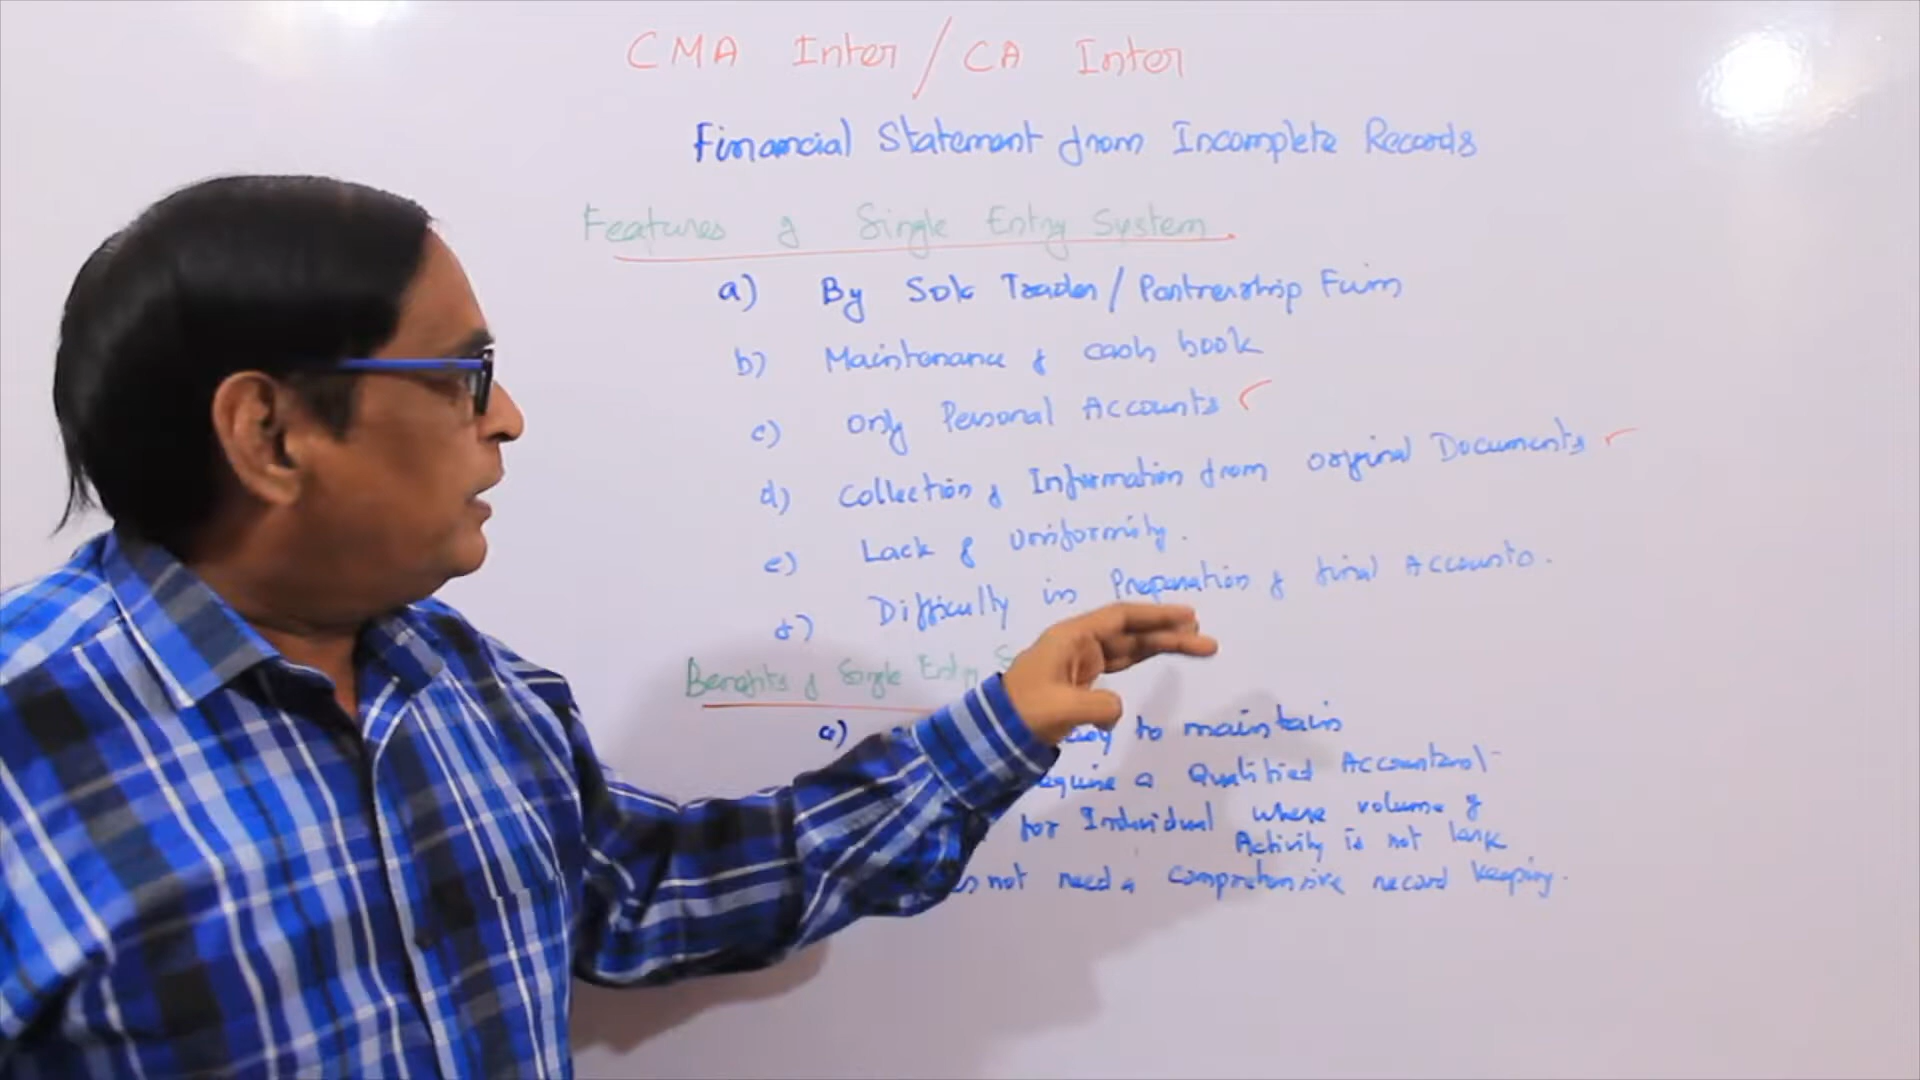 CMA Inter / CA Inter
Financial Statement from Incomplete Records
Features of Single Entry System
a) By Sole Trader / Partnership Firm
b) Maintenance of cash book
c) Only Personal Accounts
d) Collection of Information from original Documents
e) Lack of Uniformity.
f) Difficulty in Preparation of final Accounts.
Benefits of Single Entry
a) to maintain
a Qualified Accountant
for Individual where volume of
Activity is not large
not need a comprehensive record keeping.